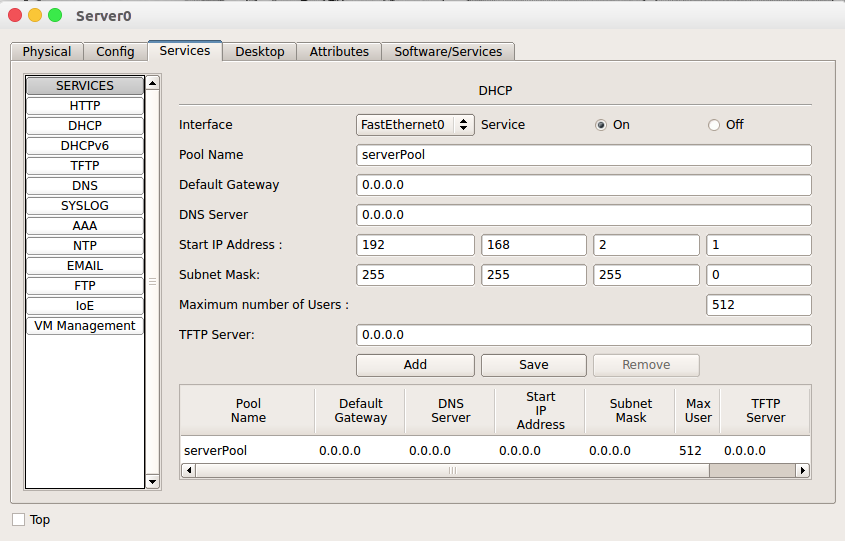 Server0
Physical Config Services Desktop Attributes Software/Services
SERVICES
HTTP
DHCP
DHCPv6
TFTP
DNS
SYSLOG
AAA
NTP
EMAIL
FTP
IoE
VM Management
DHCP
Interface FastEthernet0 Service On Off
Pool Name serverPool
Default Gateway 0.0.0.0
DNS Server 0.0.0.0
Start IP Address : 192 168 2 1
Subnet Mask: 255 255 255 0
Maximum number of Users : 512
TFTP Server: 0.0.0.0
Add Save Remove
Pool Name Default Gateway DNS Server Start IP Address Subnet Mask Max User TFTP Server
serverPool 0.0.0.0 0.0.0.0 0.0.0.0 0.0.0.0 512 0.0.0.0
Top